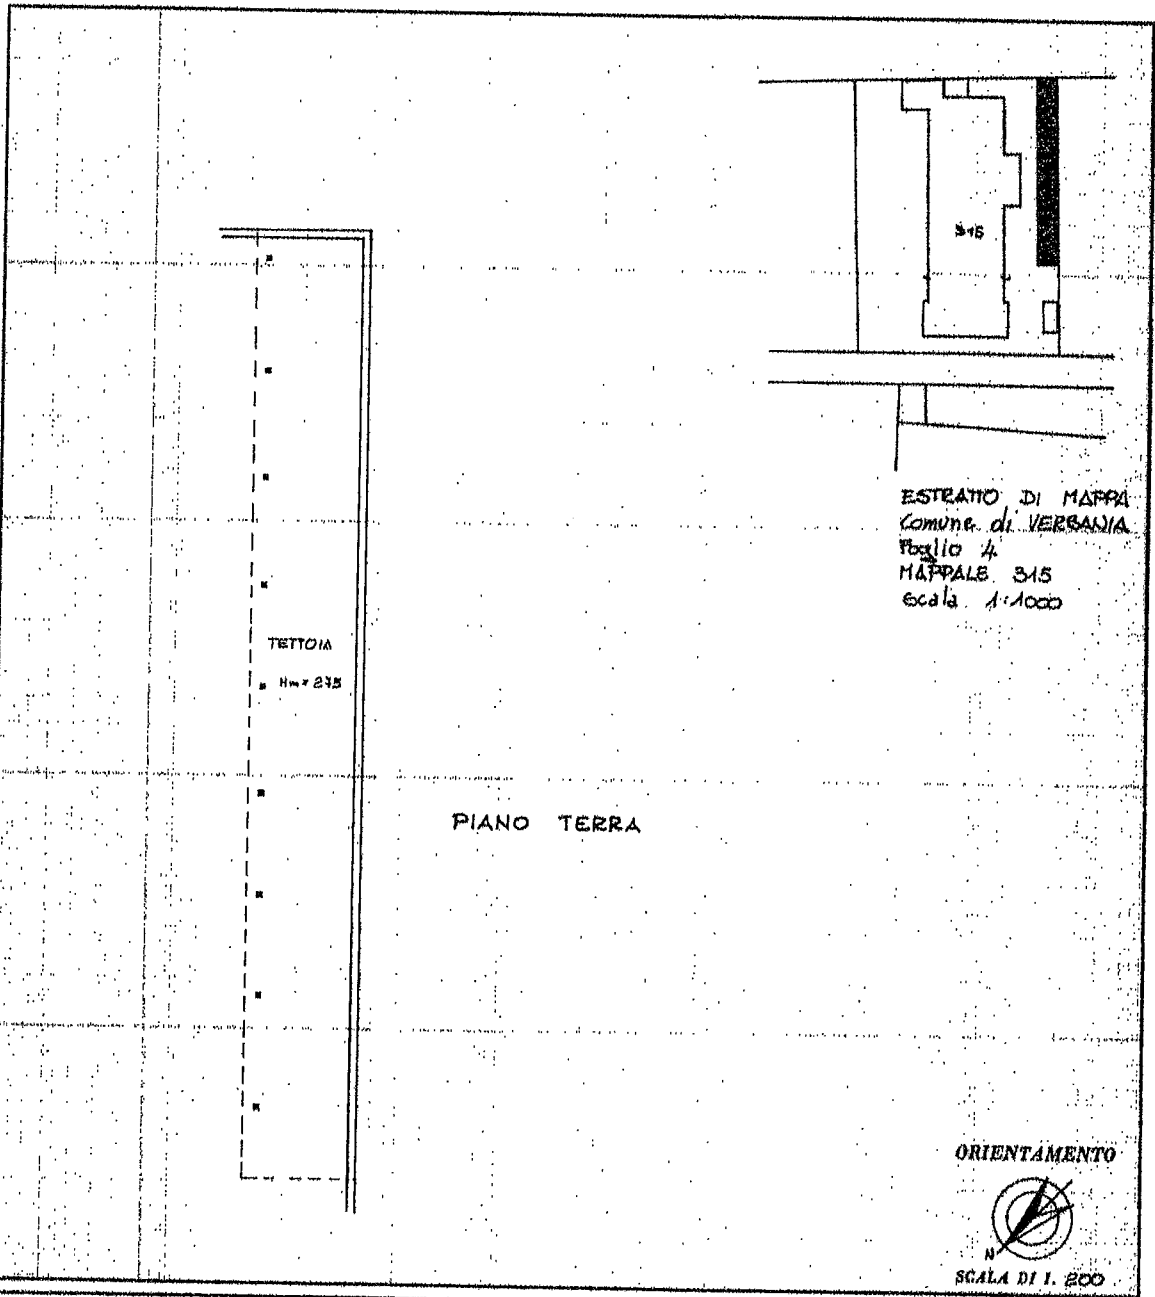 315
ESTRATTO DI MAPPA
Comune di VERBANIA
Foglio 4
MAPPALE 315
Scala 1:1000
TETTOIA
Hm= 2.75
PIANO TERRA
ORIENTAMENTO
N
SCALA DI 1: 200